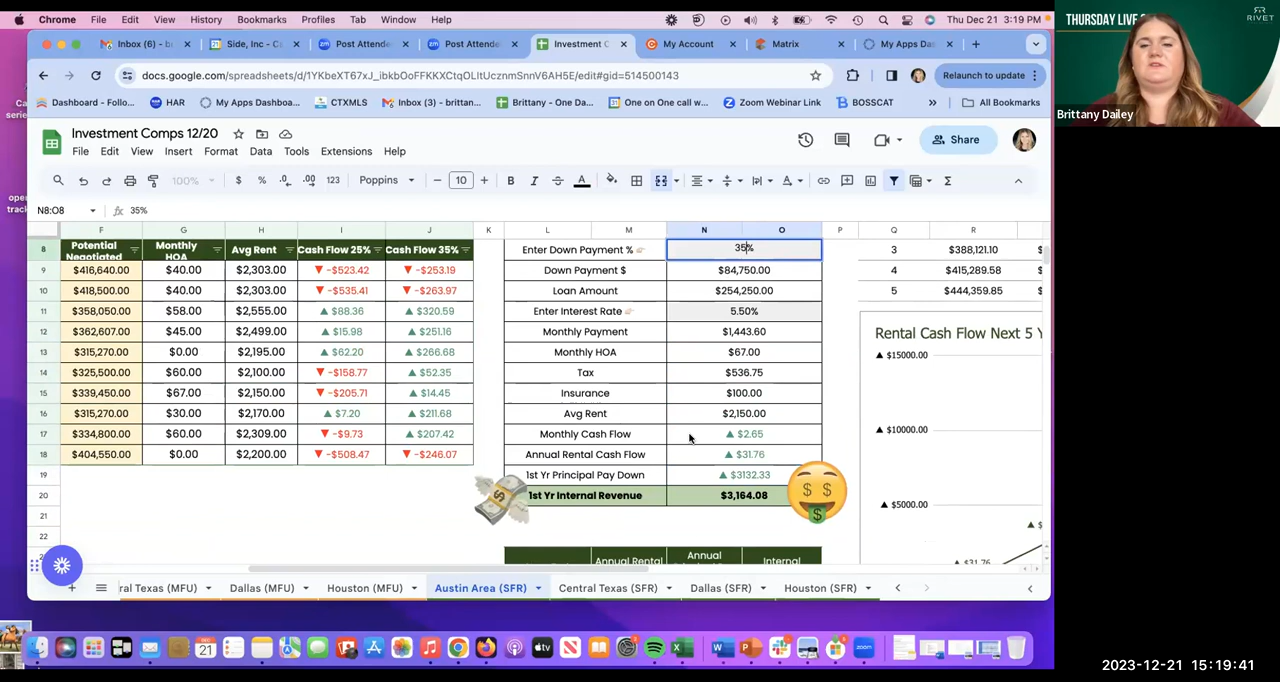 Chrome File Edit View History Bookmarks Profiles Tab Window Help Thu Dec 21 3:19 PM
Inbox (6) - b Side, Inc - C Post Attende Post Attende Investment C My Account Matrix My Apps Das
docs.google.com/spreadsheets/d/1YKbeXT67xJ_ibkbOoFFKKXCtqOLItUcznmSnnV6AH5E/edit#gid=514500143 Relaunch to update
Dashboard - Follo... HAR My Apps Dashboa... CTXMLS Inbox (3) - brittan... Brittany - One Da... One on One call w... Zoom Webinar Link BOSSCAT » All Bookmarks
Investment Comps 12/20
File Edit View Insert Format Data Tools Extensions Help
Share
100% $ % .0 .00 123 Poppins 10 B I A
N8:O8 fx 35%
F G H I J K L M N O P Q R
8 Potential Negotiated Monthly HOA Avg Rent Cash Flow 25% Cash Flow 35% Enter Down Payment % 35% 3 $388,121.10
9 $416,640.00 $40.00 $2,303.00 -$523.42 -$253.19 Down Payment $ $84,750.00 4 $415,289.58
10 $418,500.00 $40.00 $2,303.00 -$535.41 -$263.97 Loan Amount $254,250.00 5 $444,359.85
11 $358,050.00 $58.00 $2,555.00 $88.36 $320.59 Enter Interest Rate 5.50%
12 $362,607.00 $45.00 $2,499.00 $15.98 $251.16 Monthly Payment $1,443.60
13 $315,270.00 $0.00 $2,195.00 $62.20 $266.68 Monthly HOA $67.00
14 $325,500.00 $60.00 $2,100.00 -$158.77 $52.35 Tax $536.75
15 $339,450.00 $67.00 $2,150.00 -$205.71 $14.45 Insurance $100.00
16 $315,270.00 $30.00 $2,170.00 $7.20 $211.68 Avg Rent $2,150.00
17 $334,800.00 $60.00 $2,309.00 -$9.73 $207.42 Monthly Cash Flow $2.65
18 $404,550.00 $0.00 $2,200.00 -$508.47 -$246.07 Annual Rental Cash Flow $31.76
19 1st Yr Principal Pay Down $3132.33
20 1st Yr Internal Revenue $3,164.08
21
22
Annual Rental Annual Internal
Rental Cash Flow Next 5 Y
$15000.00
$10000.00
$5000.00
$31.76
ral Texas (MFU) Dallas (MFU) Houston (MFU) Austin Area (SFR) Central Texas (SFR) Dallas (SFR) Houston (SFR)
THURSDAY LIVE
RIVET
Brittany Dailey
DEC
21
zoom
2023-12-21 15:19:41